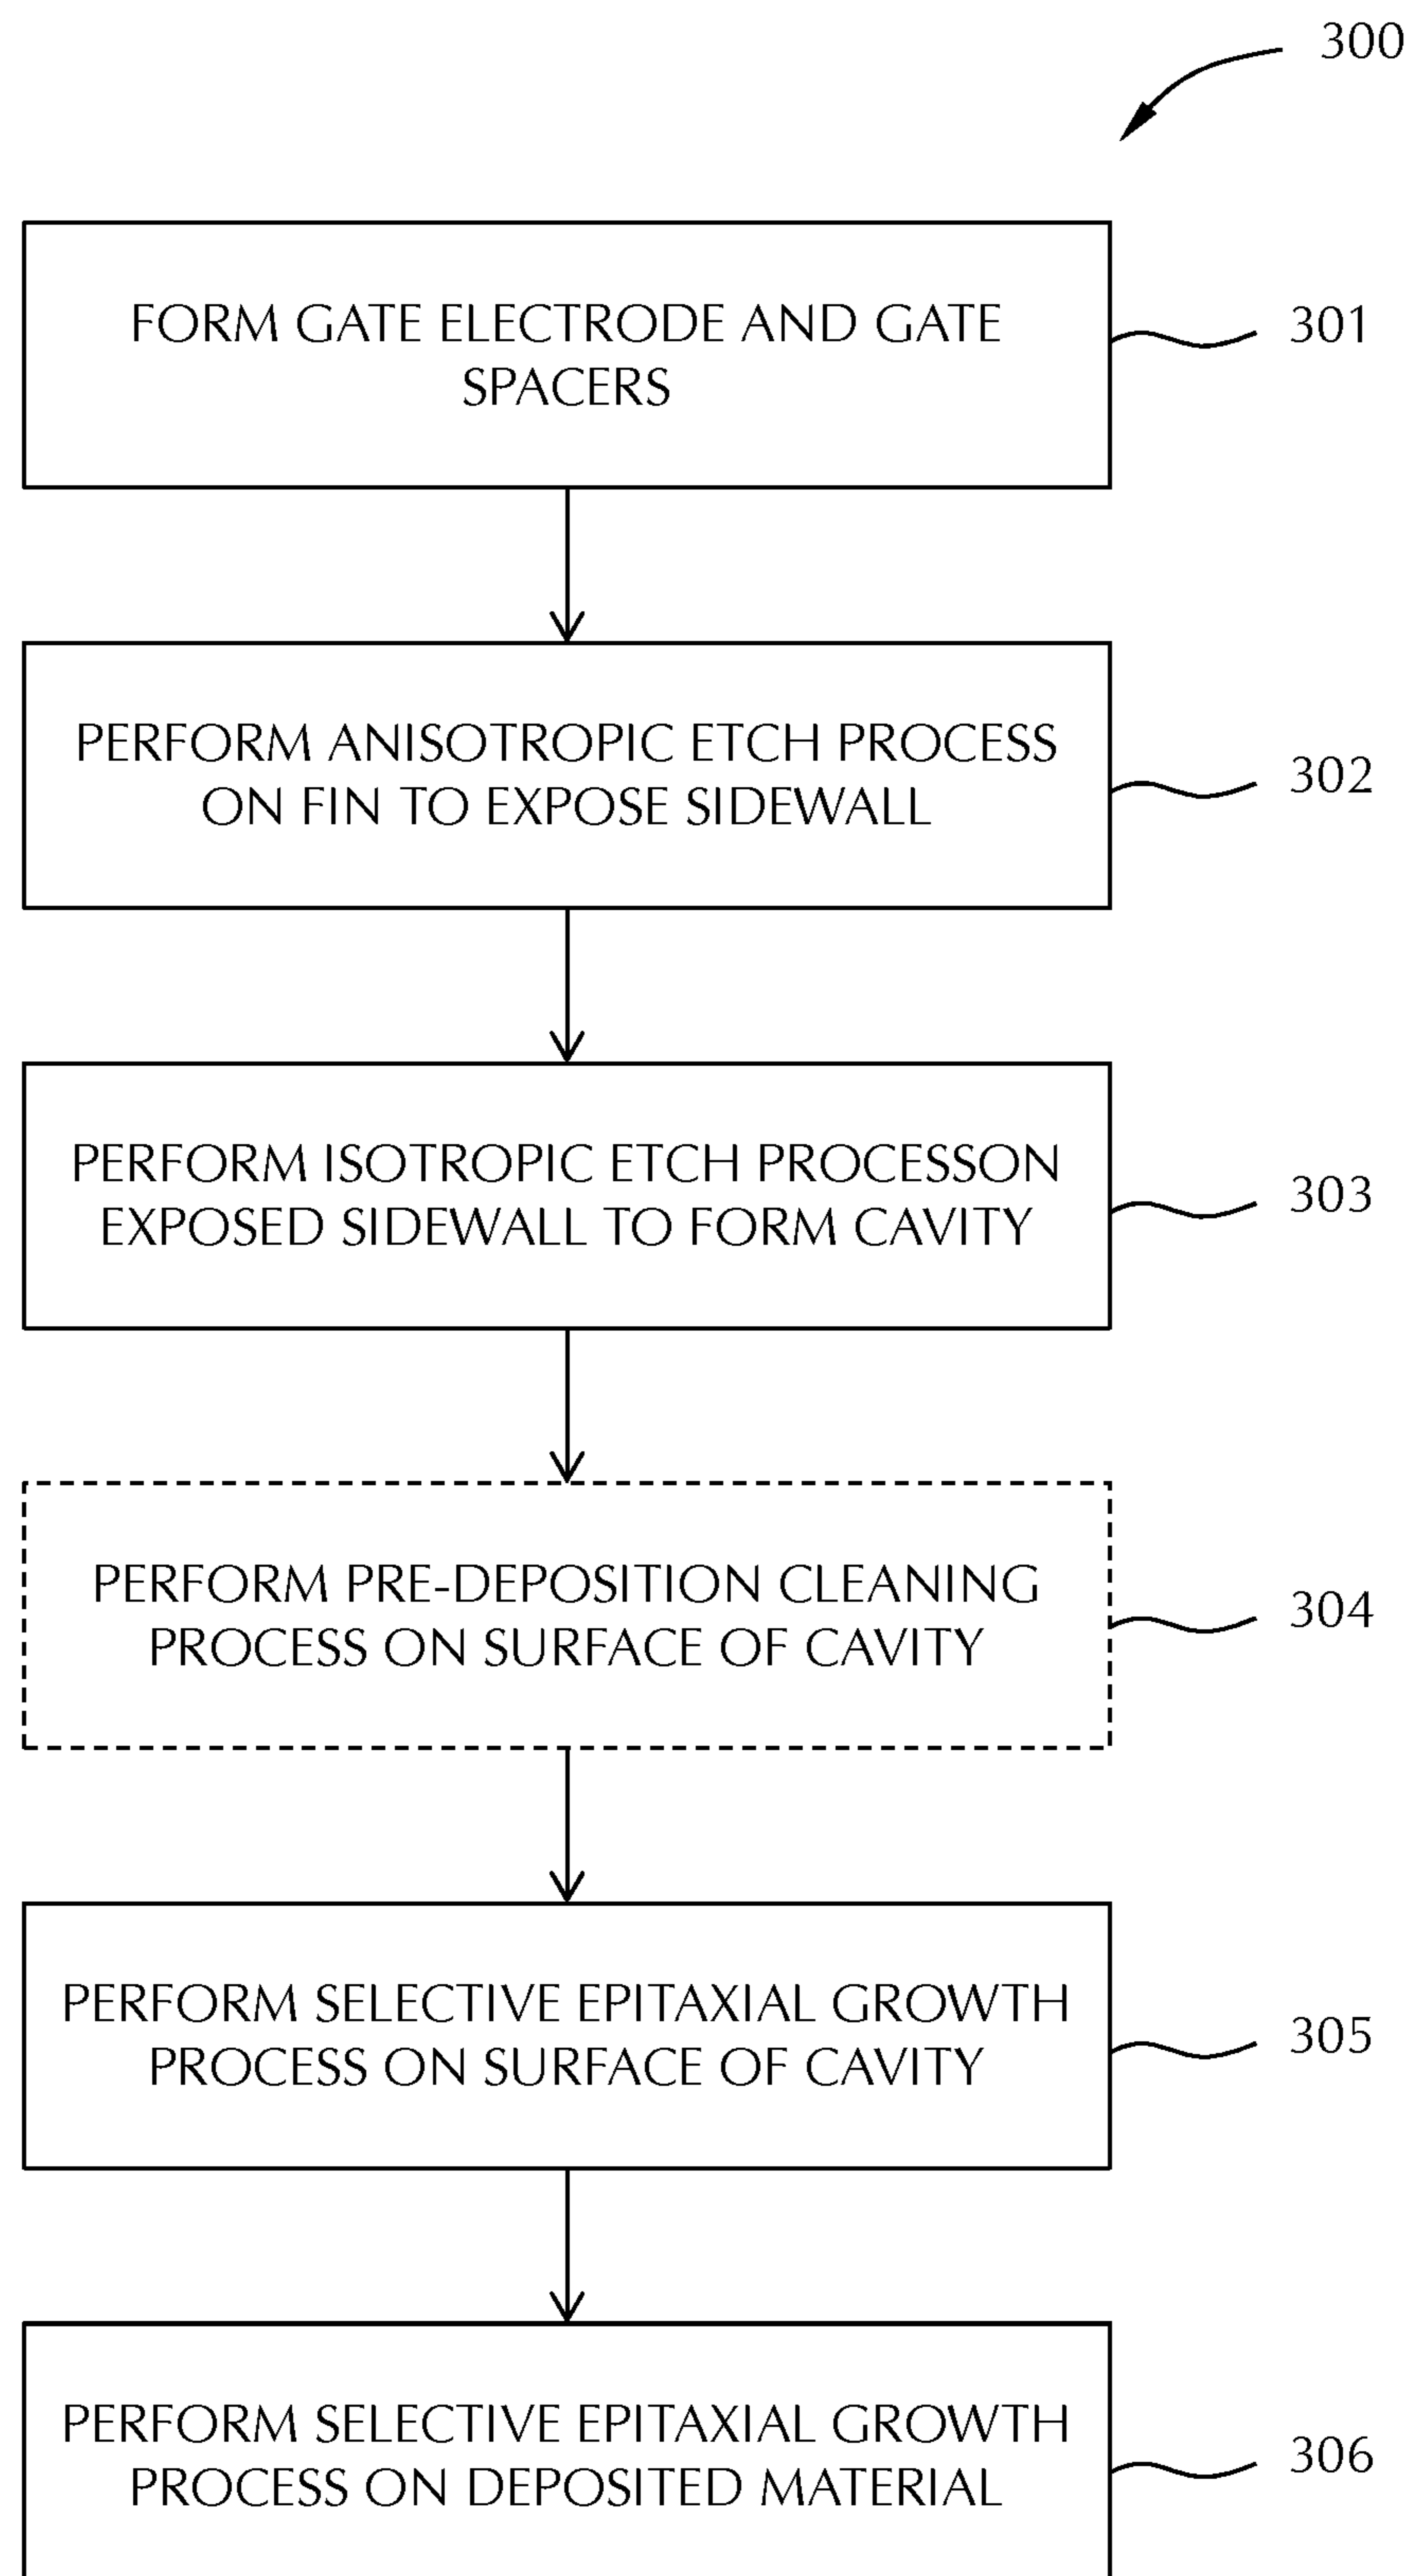 300
FORM GATE ELECTRODE AND GATE
SPACERS
301
PERFORM ANISOTROPIC ETCH PROCESS
ON FIN TO EXPOSE SIDEWALL
302
PERFORM ISOTROPIC ETCH PROCESSON
EXPOSED SIDEWALL TO FORM CAVITY
303
PERFORM PRE-DEPOSITION CLEANING
PROCESS ON SURFACE OF CAVITY
304
PERFORM SELECTIVE EPITAXIAL GROWTH
PROCESS ON SURFACE OF CAVITY
305
PERFORM SELECTIVE EPITAXIAL GROWTH
PROCESS ON DEPOSITED MATERIAL
306